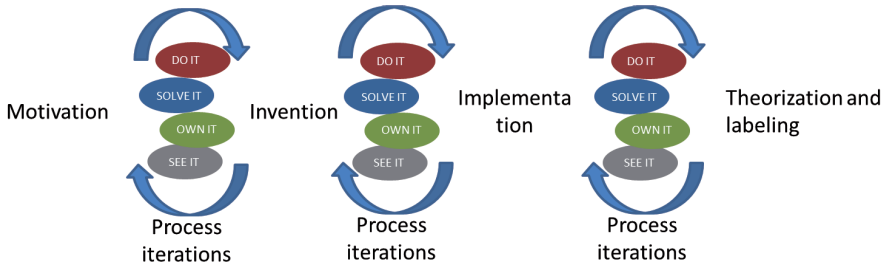 Motivation
DO IT
SOLVE IT
OWN IT
SEE IT
Process
iterations
Invention
DO IT
SOLVE IT
OWN IT
SEE IT
Process
iterations
Implementa
tion
DO IT
SOLVE IT
OWN IT
SEE IT
Process
iterations
Theorization and
labeling